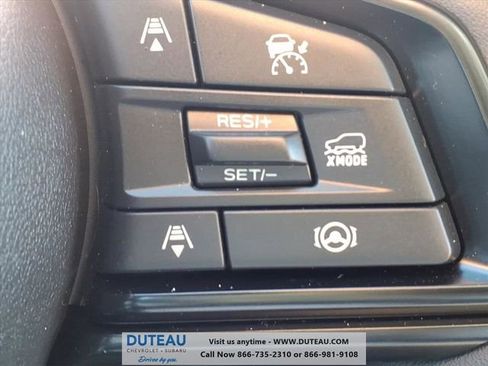 RES/+
SET/-
X MODE
DUTEAU
CHEVROLET • SUBARU
Driven by you.
Visit us anytime - WWW.DUTEAU.COM
Call Now 866-735-2310 or 866-981-9108